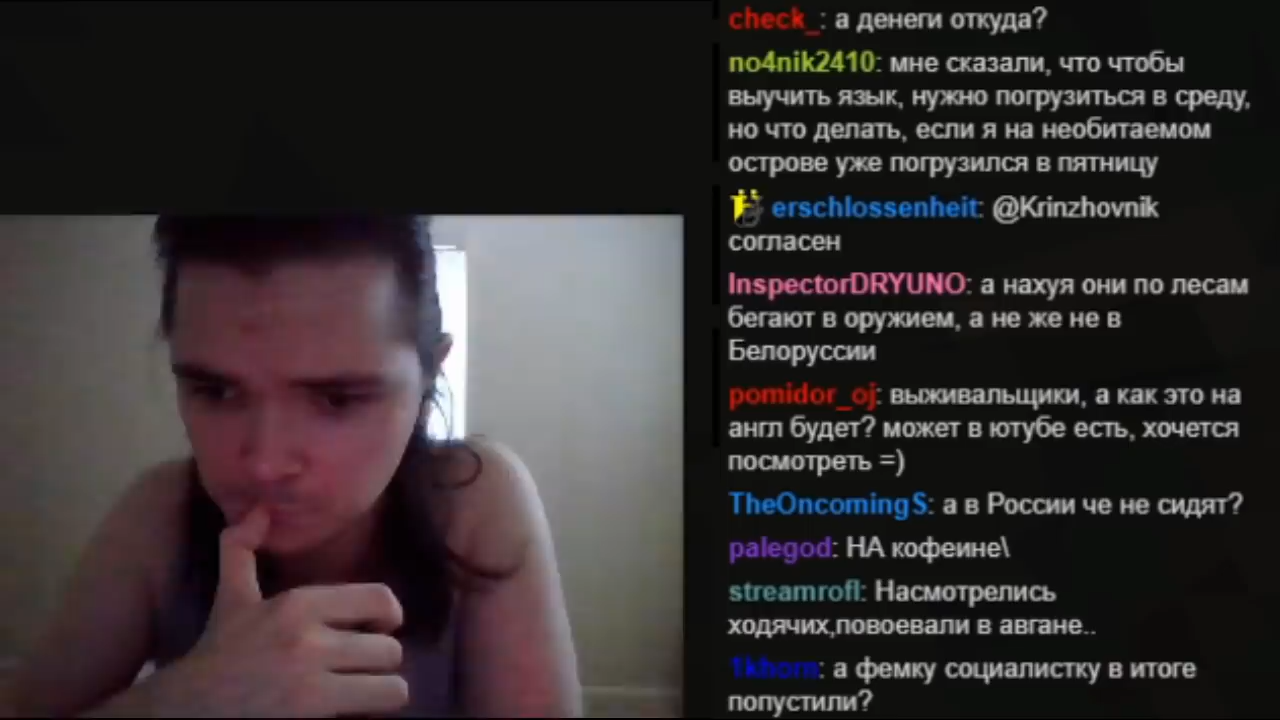 check_: а денеги откуда?
no4nik2410: мне сказали, что чтобы
выучить язык, нужно погрузиться в среду,
но что делать, если я на необитаемом
острове уже погрузился в пятницу
erschlossenheit: @Krinzhovnik
согласен
InspectorDRYUNO: а нахуя они по лесам
бегают в оружием, а не же не в
Белоруссии
pomidor_oj: выживальщики, а как это на
англ будет? может в ютубе есть, хочется
посмотреть =)
TheOncomingS: а в России че не сидят?
palegod: НА кофеине\
streamrofl: Насмотрелись
ходячих,повоевали в авгане..
1khorn: а фемку социалистку в итоге
попустили?